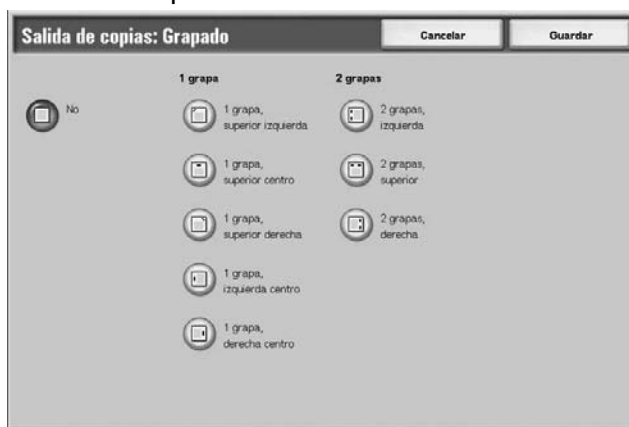 Salida de copias: Grapado
Cancelar
Guardar
1 grapa
2 grapas
No
1 grapa,
superior izquierda
2 grapas,
izquierda
1 grapa,
superior centro
2 grapas,
superior
1 grapa,
superior derecha
2 grapas,
derecha
1 grapa,
izquierda centro
1 grapa,
derecha centro